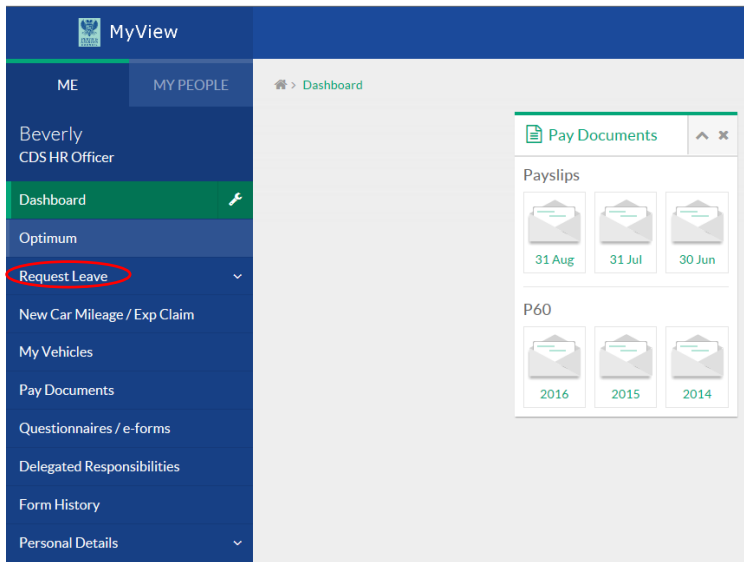 MyView
ME
MY PEOPLE
Dashboard
Beverly
CDS HR Officer
Dashboard
Optimum
Request Leave
New Car Mileage / Exp Claim
My Vehicles
Pay Documents
Questionnaires / e-forms
Delegated Responsibilities
Form History
Personal Details
Pay Documents
Payslips
31 Aug
31 Jul
30 Jun
P60
2016
2015
2014